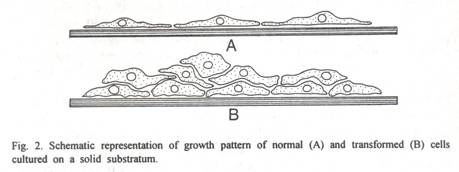 A
B
Fig. 2. Schematic representation of growth pattern of normal (A) and transformed (B) cells
cultured on a solid substratum.